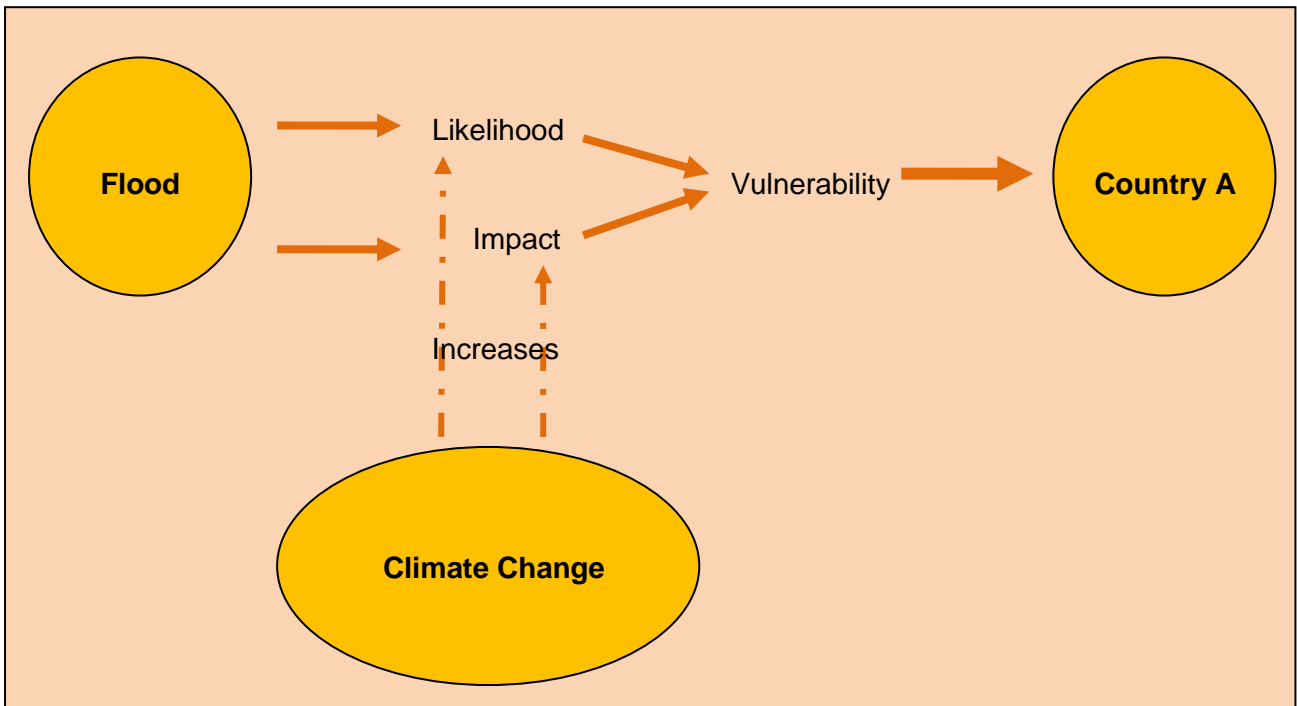 Likelihood
Flood
Vulnerability
Country A
Impact
Increases
Climate Change